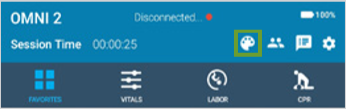 OMNI 2 Disconnected... 100%
Session Time 00:00:25
FAVORITES VITALS LABOR CPR